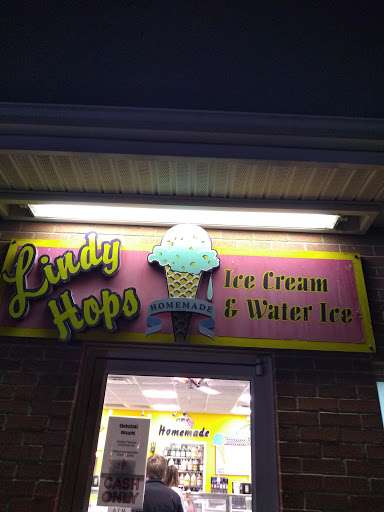 Lindy
Hops
HOMEMADE
Ice Cream
& Water Ice
Homemade
CASH
ONLY